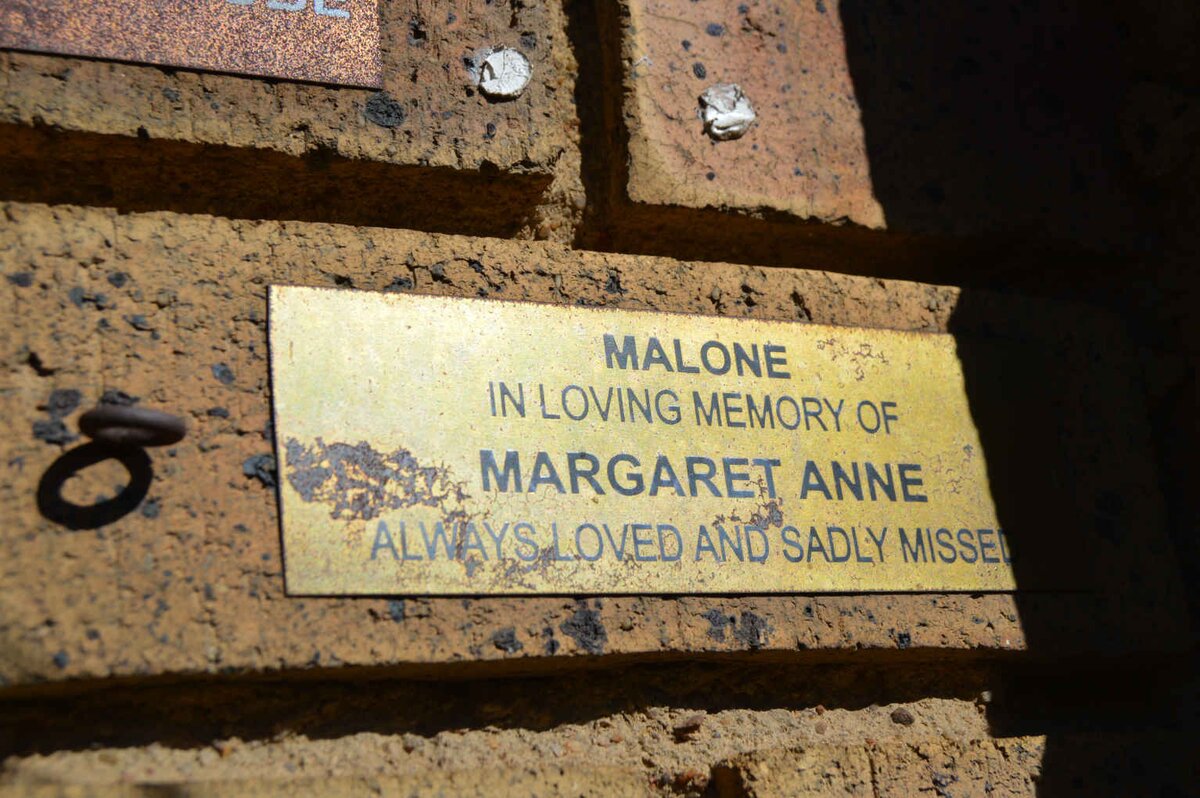 MALONE
IN LOVING MEMORY OF
MARGARET ANNE
ALWAYS LOVED AND SADLY MISSED